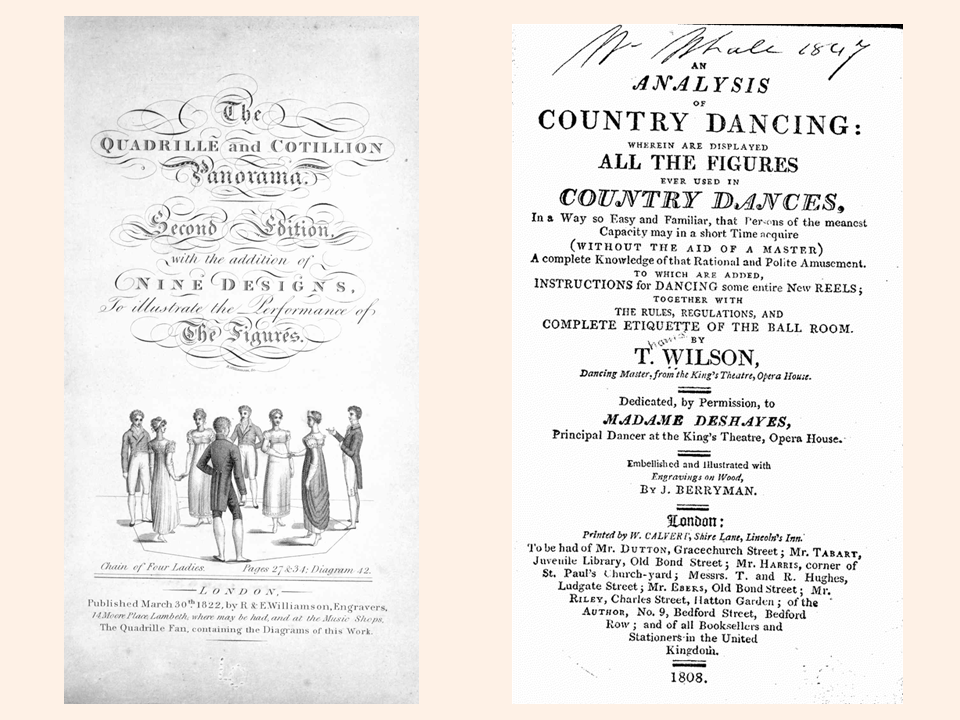 The
QUADRILLE and COTILLION
Panorama.
Second Edition,
with the addition of
NINE DESIGNS,
To illustrate the Performance of
The Figurés.
Chain of Four Ladies. Pages 27 & 34: Diagram 42.
LONDON,
Published March 30th 1822, by R & E Williamson, Engravers,
14 Moore Place, Lambeth, where may be had, and at the Music Shops,
The Quadrille Fan, containing the Diagrams of this Work.
1847
AN
ANALYSIS
OF
COUNTRY DANCING:
WHEREIN ARE DISPLAYED
ALL THE FIGURES
EVER USED IN
COUNTRY DANCES,
In a Way so Easy and Familiar, that Persons of the meanest
Capacity may in a short Time acquire
(WITHOUT THE AID OF A MASTER)
A complete Knowledge of that Rational and Polite Amusement.
TO WHICH ARE ADDED,
INSTRUCTIONS for DANCING some entire New REELS;
TOGETHER WITH
THE RULES, REGULATIONS, AND
COMPLETE ETIQUETTE OF THE BALL ROOM.
BY
T. WILSON,
Dancing Master, from the King's Theatre, Opera House.
Dedicated, by Permission, to
MADAME DESHAYES,
Principal Dancer at the King's Theatre, Opera House.
Embellished and Illustrated with
Engravings on Wood,
BY J. BERRYMAN.
London:
Printed by W. CALVERT, Shire Lane, Lincoln's Inn.
To be had of Mr. DUTTON, Gracechurch Street; Mr. TABART,
Juvenile Library, Old Bond Street; Mr. HARRIS, corner of
St. Paul's Church-yard; Messrs. T. and R. Hughes,
Ludgate Street; Mr. EBERS, Old Bond Street; Mr.
RILEY, Charles Street, Hatton Garden; of the
AUTHOR, No. 9, Bedford Street, Bedford
Row; and of all Booksellers and
Stationers in the United
Kingdom.
1808.